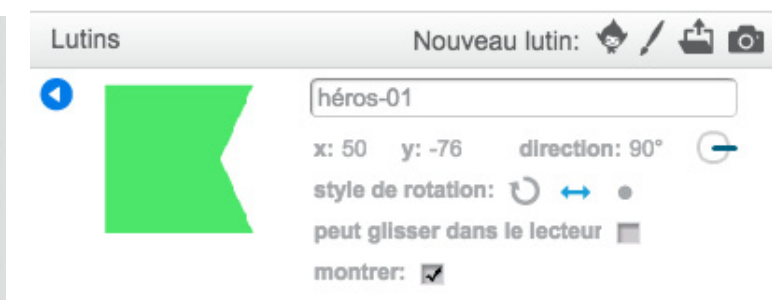 Lutins Nouveau lutin:
héros-01
x: 50 y: -76 direction: 90°
style de rotation:
peut glisser dans le lecteur
montrer: